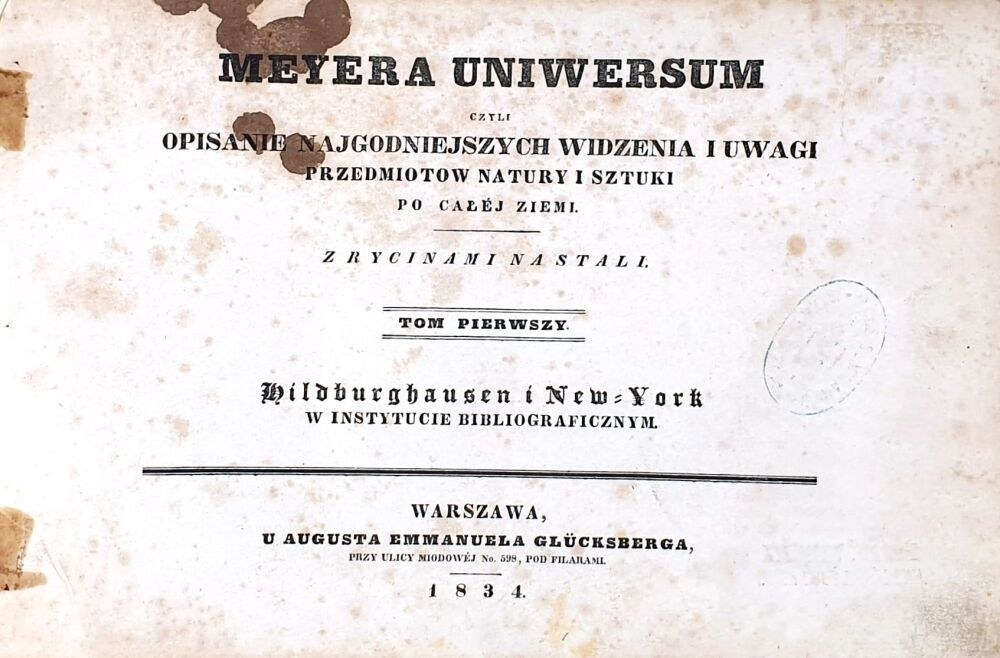 MEYERA UNIWERSUM
CZYLI
OPISANIE NAJGODNIEJSZYCH WIDZENIA I UWAGI
PRZEDMIOTOW NATURY I SZTUKI
PO CAŁÉJ ZIEMI.
Z RYCINAMI NA STALI.
TOM PIERWSZY.
Hildburghausen i New-York
W INSTYTUCIE BIBLIOGRAFICZNYM.
WARSZAWA,
U AUGUSTA EMMANUELA GLÜCKSBERGA,
PRZY ULICY MIODOWÉJ No. 598, POD FILARAMI.
1834.